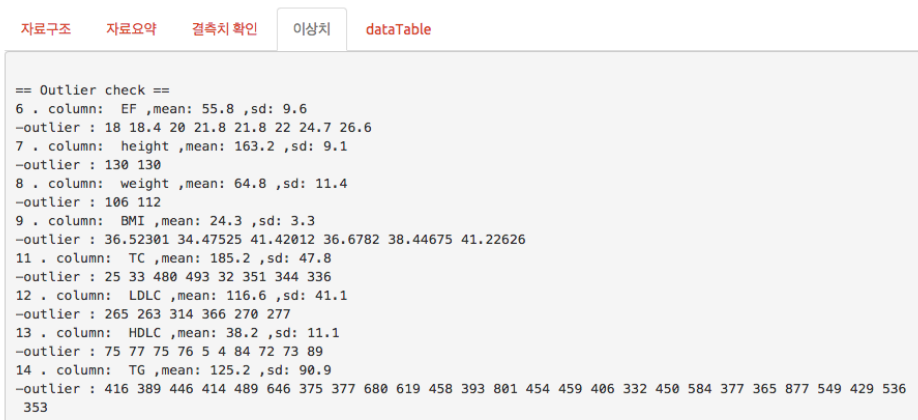 자료구조 자료요약 결측치 확인 이상치 dataTable
== Outlier check ==
6 . column:  EF ,mean: 55.8 ,sd: 9.6
-outlier : 18 18.4 20 21.8 21.8 22 24.7 26.6
7 . column:  height ,mean: 163.2 ,sd: 9.1
-outlier : 130 130
8 . column:  weight ,mean: 64.8 ,sd: 11.4
-outlier : 106 112
9 . column:  BMI ,mean: 24.3 ,sd: 3.3
-outlier : 36.52301 34.47525 41.42012 36.6782 38.44675 41.22626
11 . column:  TC ,mean: 185.2 ,sd: 47.8
-outlier : 25 33 480 493 32 351 344 336
12 . column:  LDLC ,mean: 116.6 ,sd: 41.1
-outlier : 265 263 314 366 270 277
13 . column:  HDLC ,mean: 38.2 ,sd: 11.1
-outlier : 75 77 75 76 5 4 84 72 73 89
14 . column:  TG ,mean: 125.2 ,sd: 90.9
-outlier : 416 389 446 414 489 646 375 377 680 619 458 393 801 454 459 406 332 450 584 377 365 877 549 429 536
353